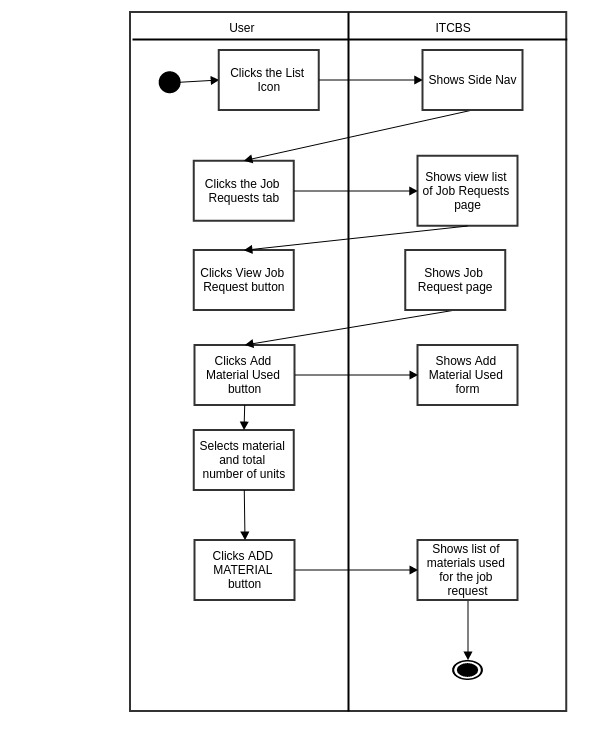 User
ITCBS
Clicks the List
Icon
Shows Side Nav
Clicks the Job
Requests tab
Shows view list
of Job Requests
page
Clicks View Job
Request button
Shows Job
Request page
Clicks Add
Material Used
button
Shows Add
Material Used
form
Selects material
and total
number of units
Clicks ADD
MATERIAL
button
Shows list of
materials used
for the job
request